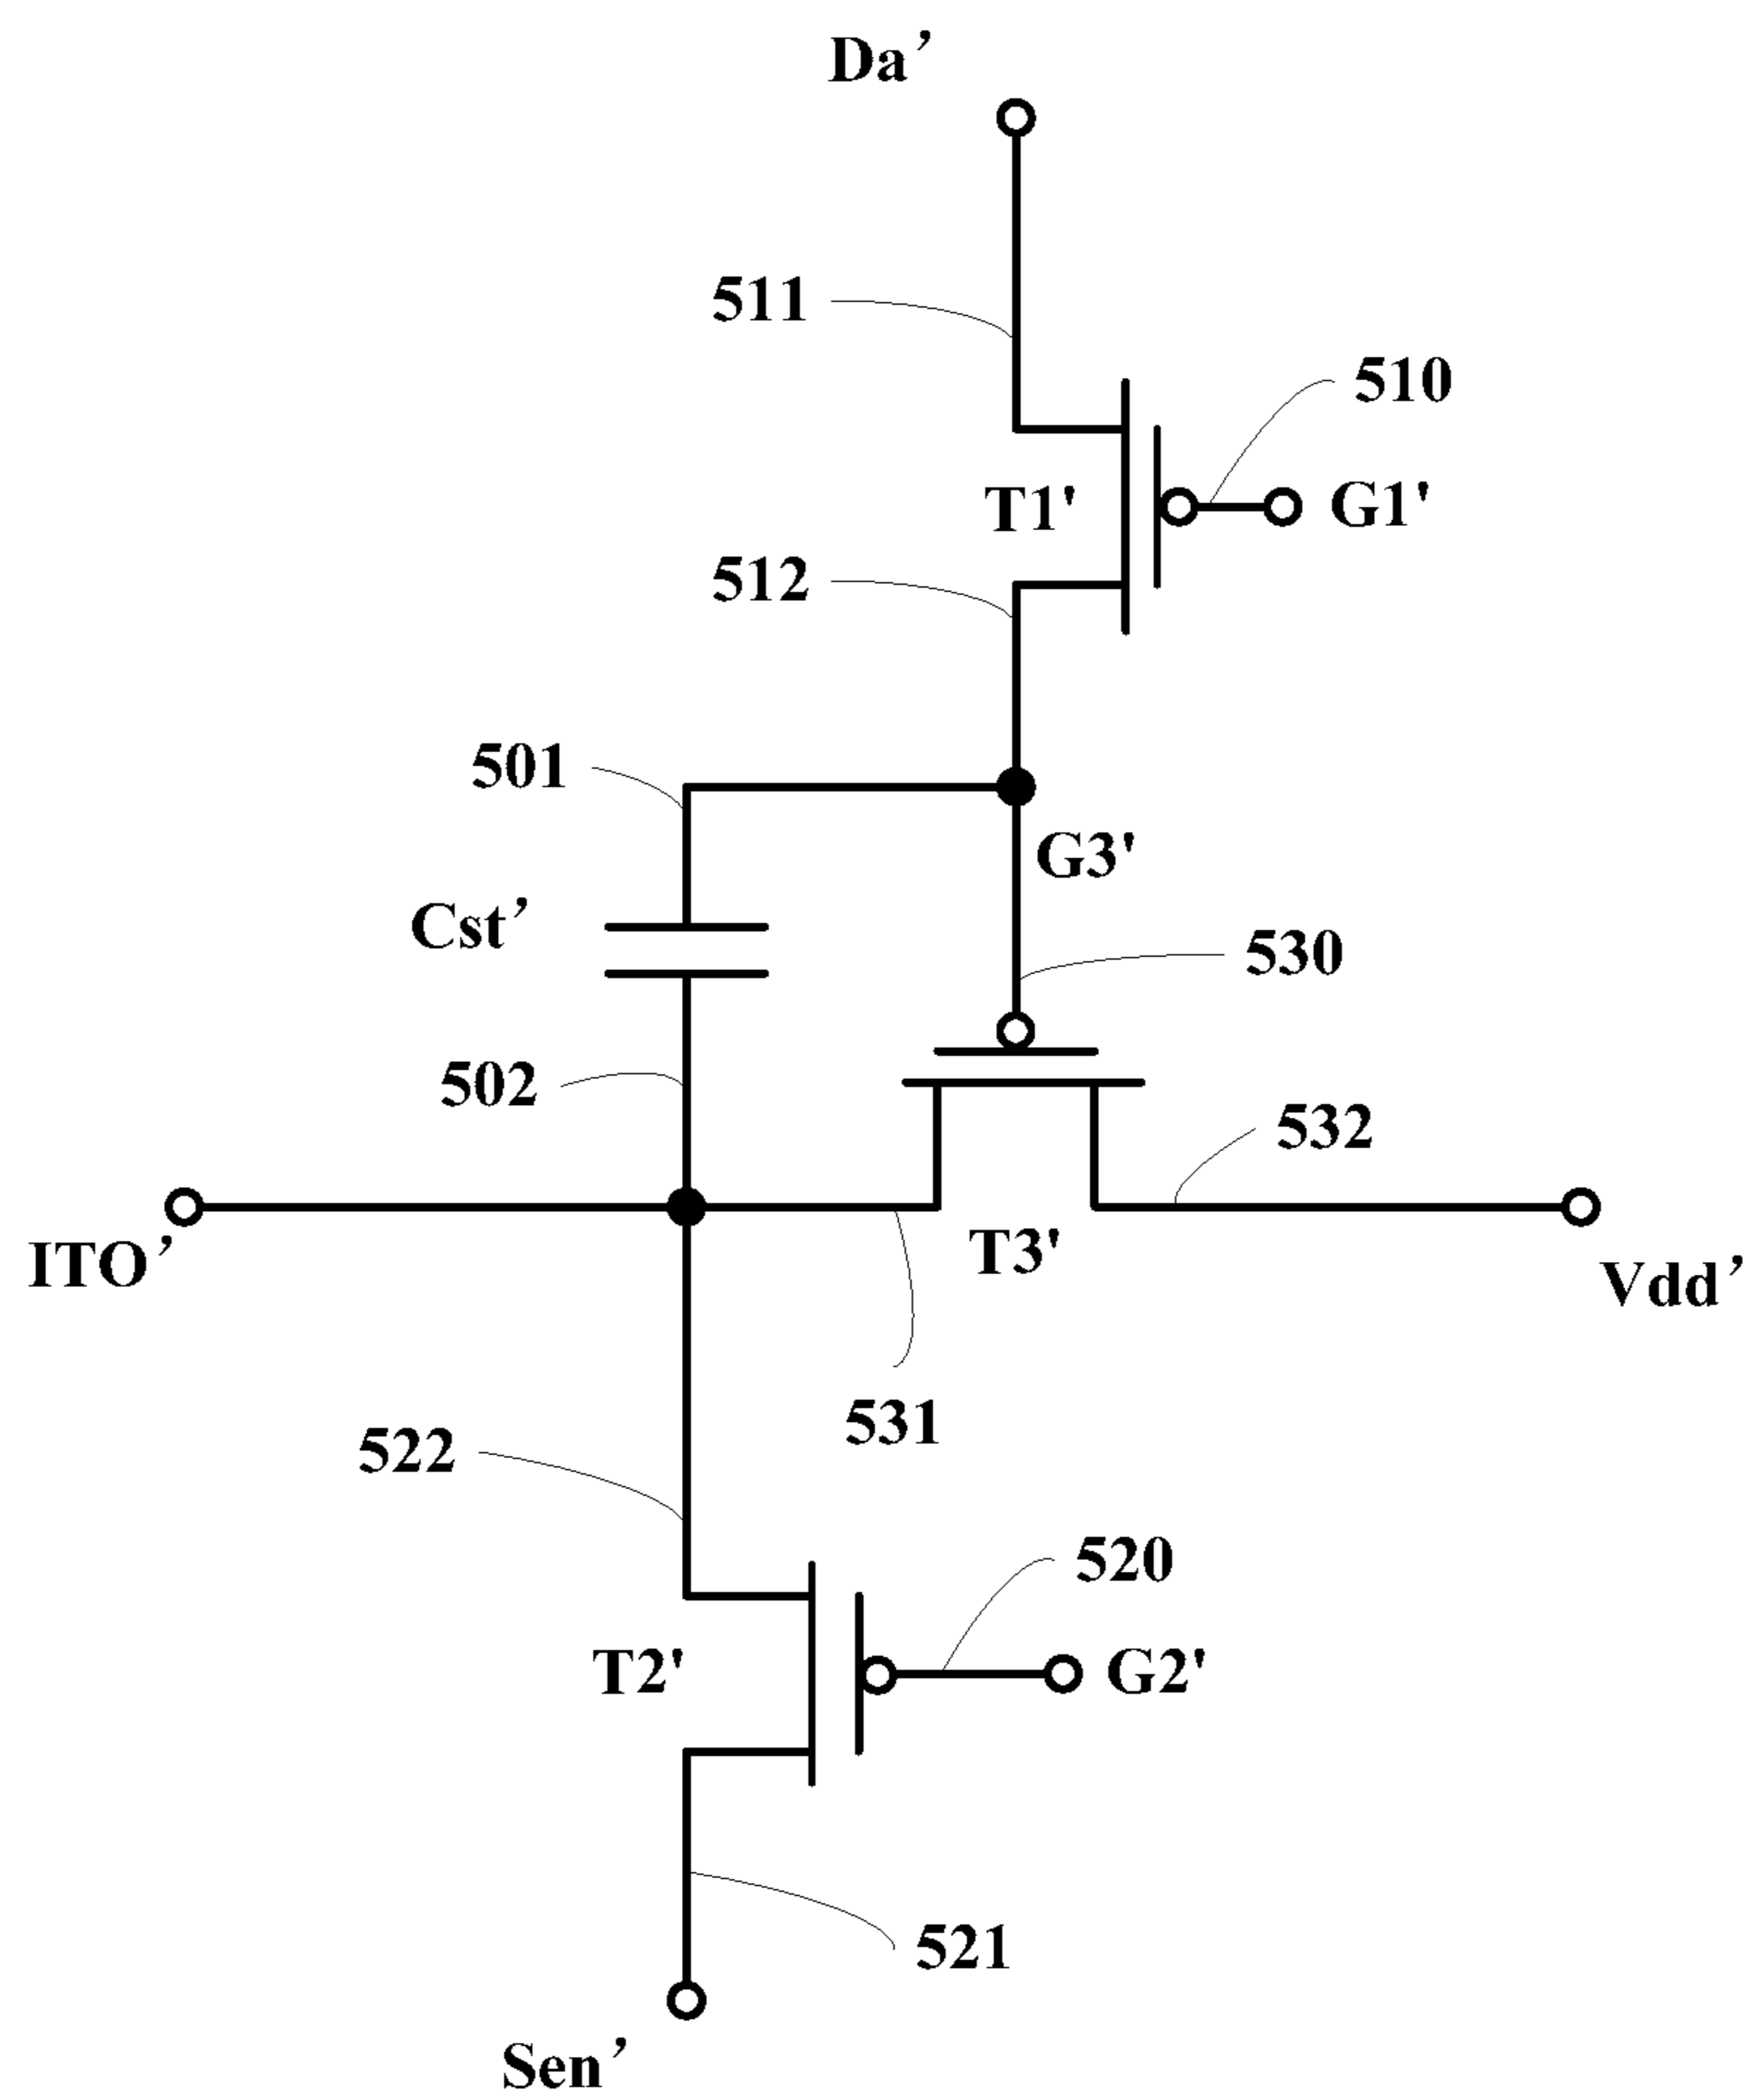 Da’
511
510
T1'
G1'
512
501
G3'
Cst’
530
502
532
ITO’
T3'
Vdd’
531
522
520
T2'
G2'
521
Sen’